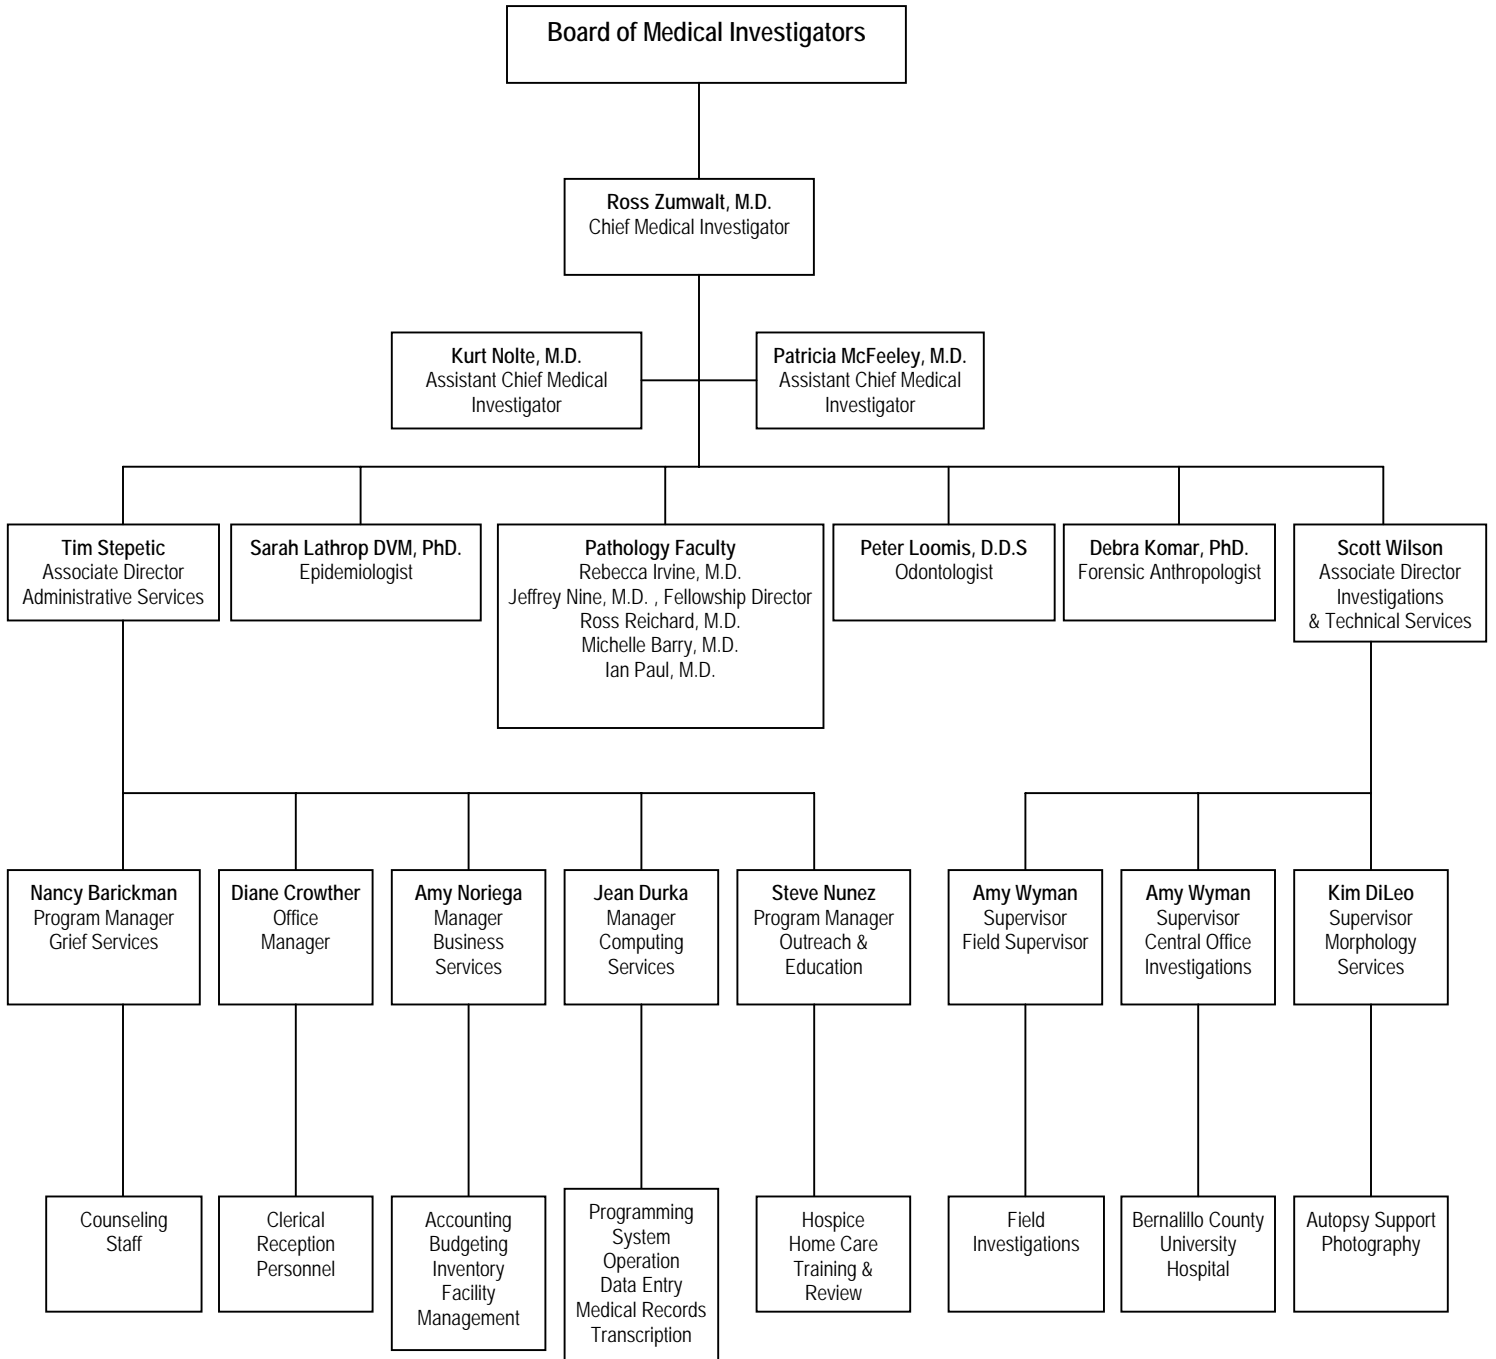 Board of Medical Investigators
Ross Zumwalt, M.D.
Chief Medical Investigator
Kurt Nolte, M.D.
Assistant Chief Medical
Investigator
Patricia McFeeley, M.D.
Assistant Chief Medical
Investigator
Tim Stepetic
Associate Director
Administrative Services
Sarah Lathrop DVM, PhD.
Epidemiologist
Pathology Faculty
Rebecca Irvine, M.D.
Jeffrey Nine, M.D. , Fellowship Director
Ross Reichard, M.D.
Michelle Barry, M.D.
Ian Paul, M.D.
Peter Loomis, D.D.S
Odontologist
Debra Komar, PhD.
Forensic Anthropologist
Scott Wilson
Associate Director
Investigations
& Technical Services
Nancy Barickman
Program Manager
Grief Services
Diane Crowther
Office
Manager
Amy Noriega
Manager
Business
Services
Jean Durka
Manager
Computing
Services
Steve Nunez
Program Manager
Outreach &
Education
Amy Wyman
Supervisor
Field Supervisor
Amy Wyman
Supervisor
Central Office
Investigations
Kim DiLeo
Supervisor
Morphology
Services
Counseling
Staff
Clerical
Reception
Personnel
Accounting
Budgeting
Inventory
Facility
Management
Programming
System
Operation
Data Entry
Medical Records
Transcription
Hospice
Home Care
Training &
Review
Field
Investigations
Bernalillo County
University
Hospital
Autopsy Support
Photography